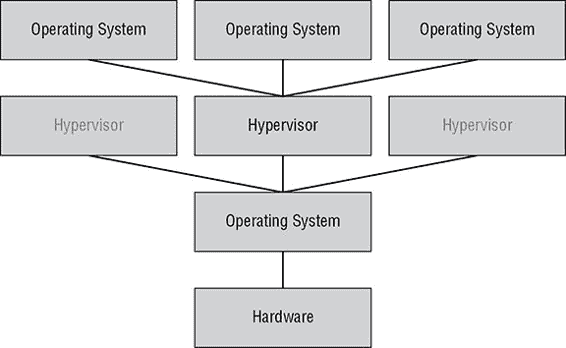 Operating System
Operating System
Operating System
Hypervisor
Hypervisor
Hypervisor
Operating System
Hardware